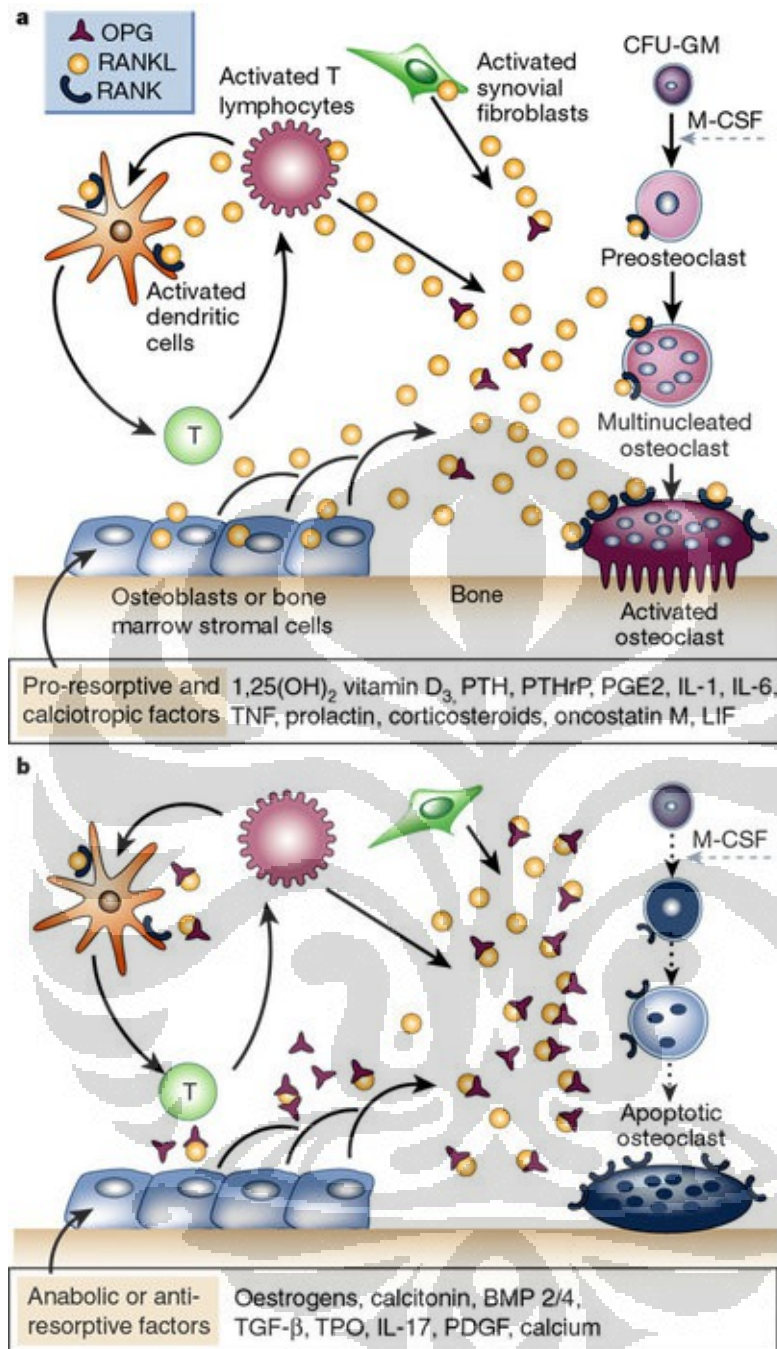 a
OPG
RANKL
RANK
Activated T
lymphocytes
Activated
synovial
fibroblasts
CFU-GM
M-CSF
Preosteoclast
Activated
dendritic
cells
T
Multinucleated
osteoclast
Osteoblasts or bone
marrow stromal cells
Bone
Activated
osteoclast
Pro-resorptive and
calciotropic factors
1,25(OH)₂ vitamin D₃, PTH, PTHrP, PGE2, IL-1, IL-6,
TNF, prolactin, corticosteroids, oncostatin M, LIF
b
M-CSF
T
Apoptotic
osteoclast
Anabolic or anti-
resorptive factors
Oestrogens, calcitonin, BMP 2/4,
TGF-β, TPO, IL-17, PDGF, calcium